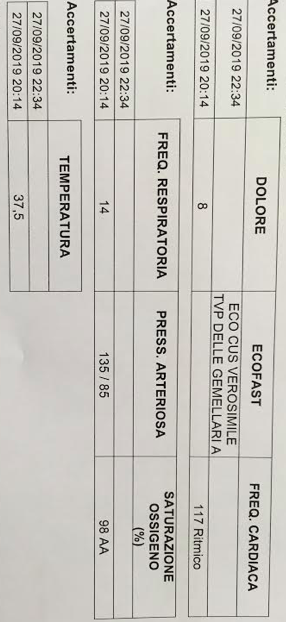 Accertamenti: DOLORE ECOFAST FREQ. CARDIACA
27/09/2019 22:34 ECO CUS VEROSIMILE
TVP DELLE GEMELLARI A
27/09/2019 20:14 8 117 Ritmico
Accertamenti: FREQ. RESPIRATORIA PRESS. ARTERIOSA SATURAZIONE
OSSIGENO
(%)
27/09/2019 22:34
27/09/2019 20:14 14 135 / 85 98 AA
Accertamenti: TEMPERATURA
27/09/2019 22:34
27/09/2019 20:14 37,5